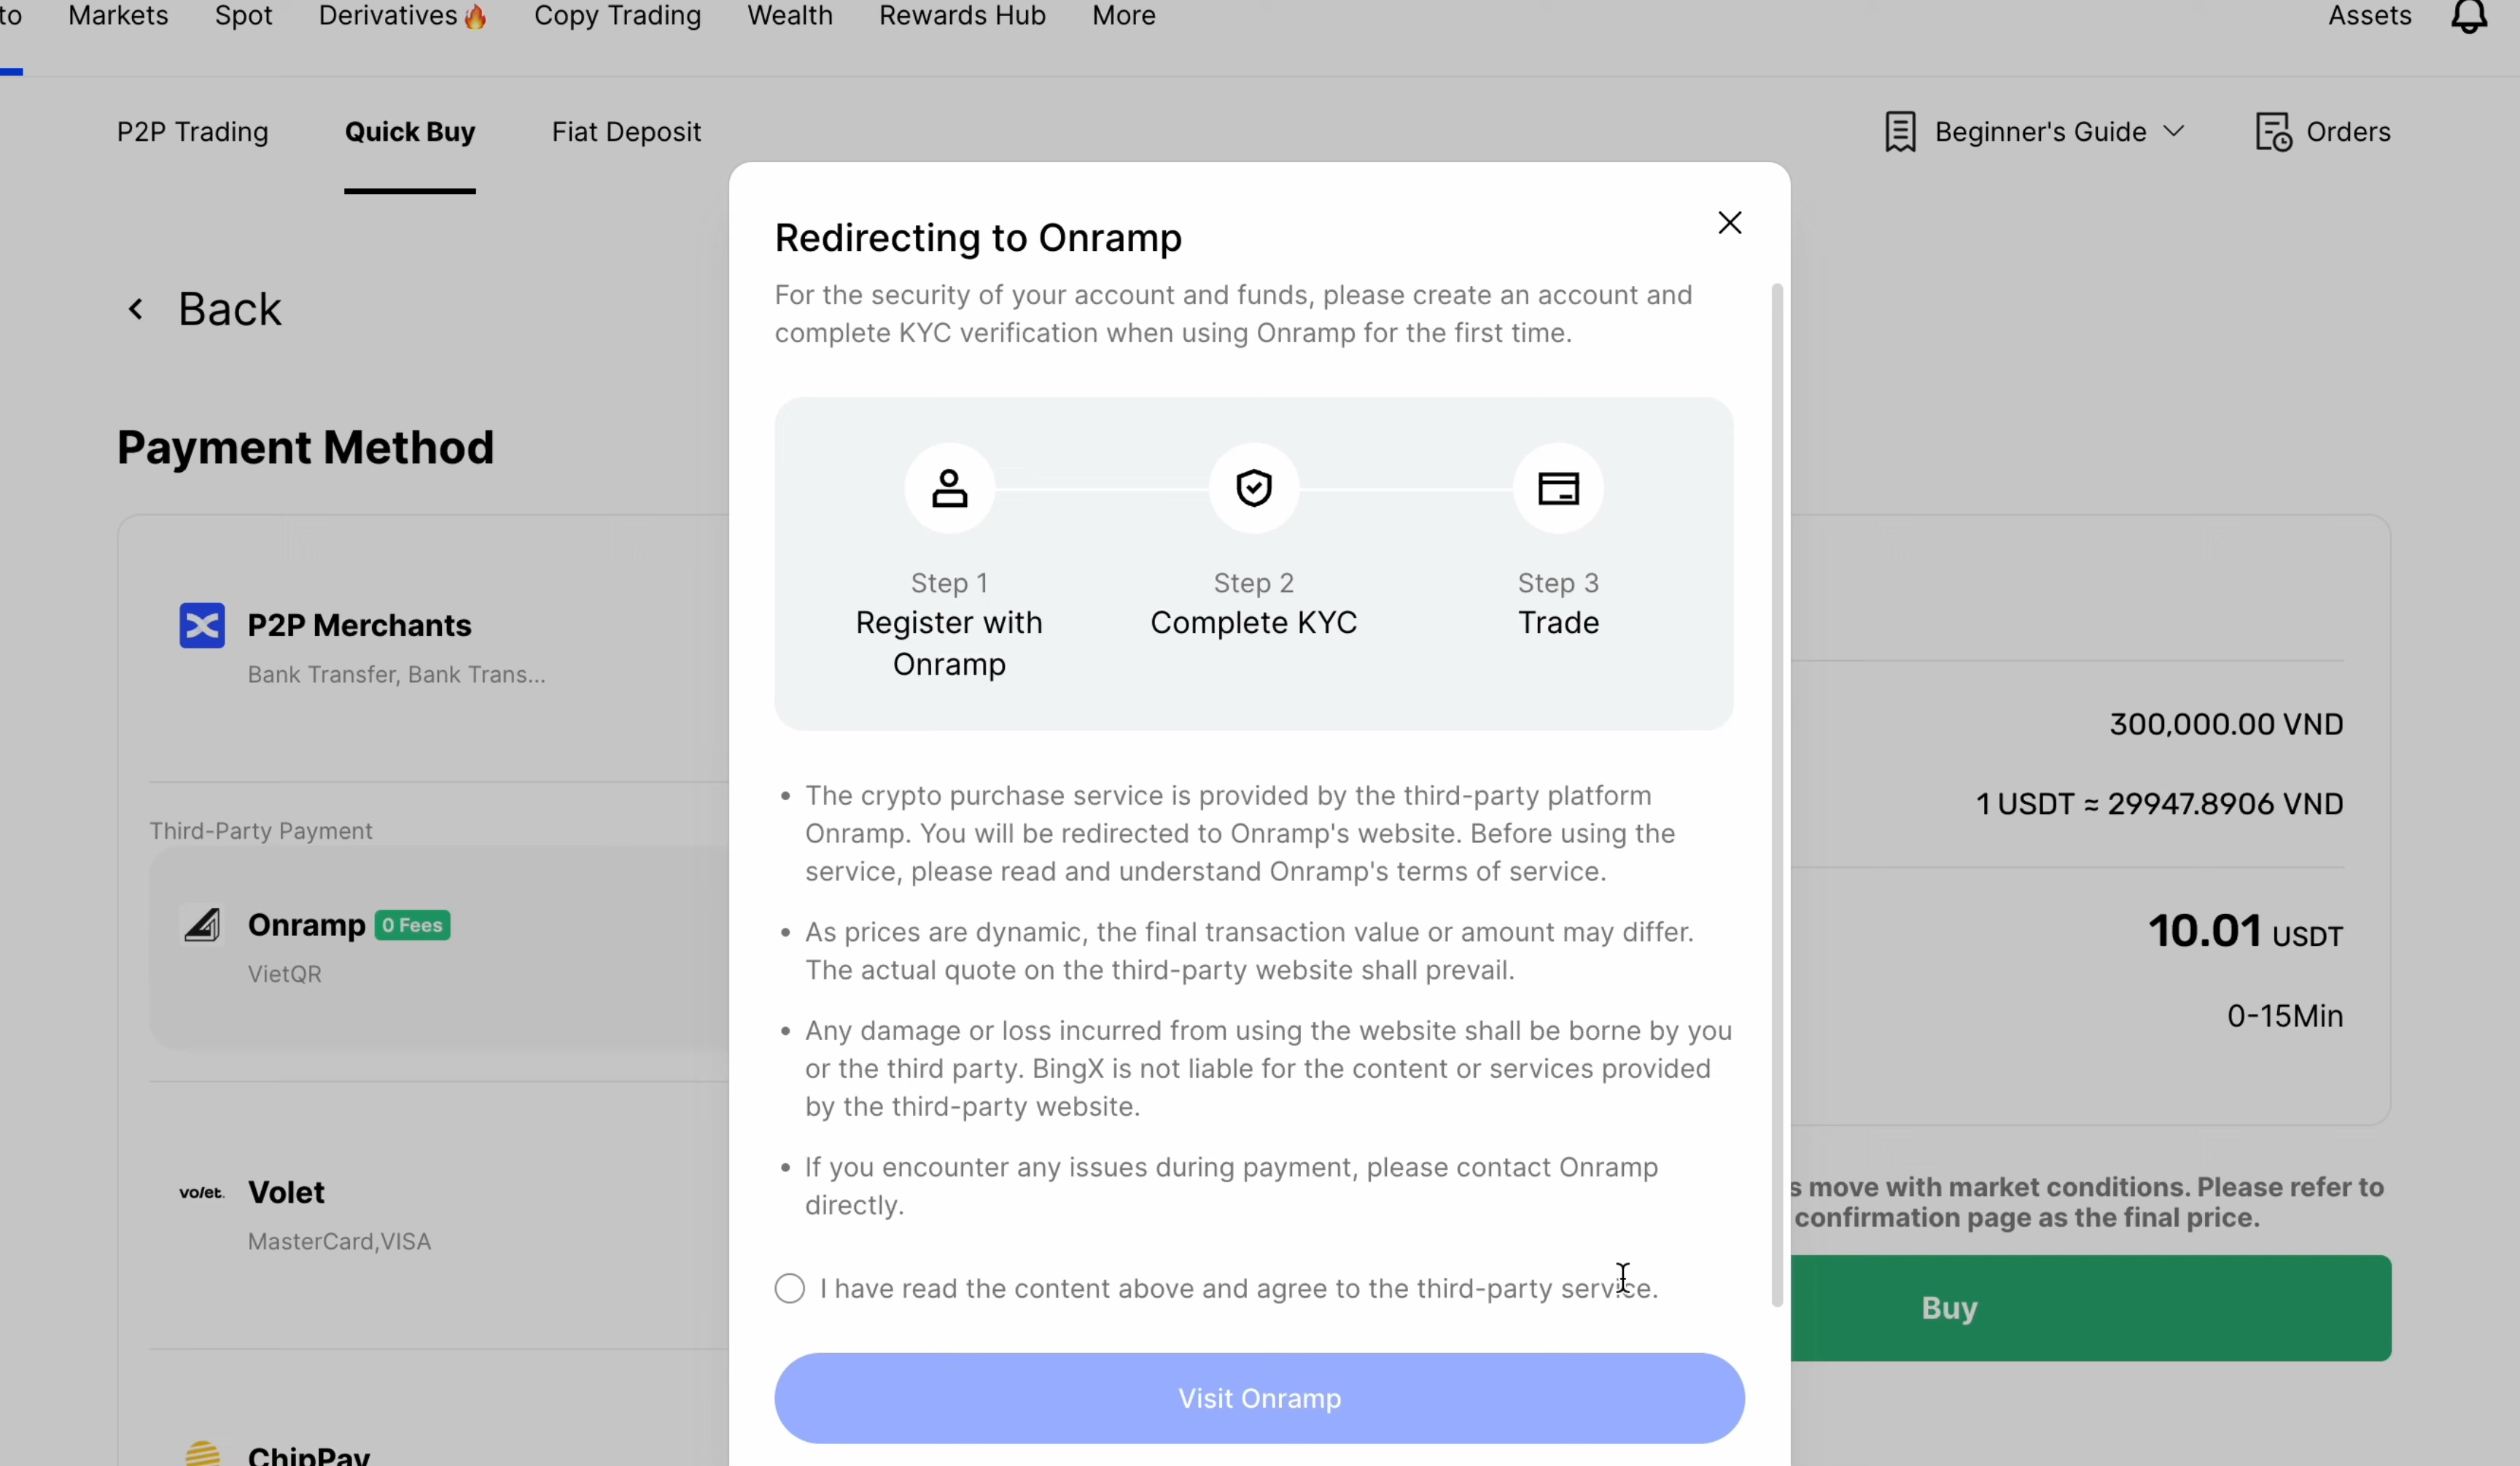 to Markets Spot Derivatives Copy Trading Wealth Rewards Hub More Assets
P2P Trading Quick Buy Fiat Deposit Beginner's Guide Orders
Back
Payment Method
P2P Merchants
Bank Transfer, Bank Trans...
Third-Party Payment
Onramp 0 Fees
VietQR
volet. Volet
MasterCard,VISA
ChipPay
Redirecting to Onramp
For the security of your account and funds, please create an account and
complete KYC verification when using Onramp for the first time.
Step 1 Step 2 Step 3
Register with Complete KYC Trade
Onramp
• The crypto purchase service is provided by the third-party platform
Onramp. You will be redirected to Onramp's website. Before using the
service, please read and understand Onramp's terms of service.
• As prices are dynamic, the final transaction value or amount may differ.
The actual quote on the third-party website shall prevail.
• Any damage or loss incurred from using the website shall be borne by you
or the third party. BingX is not liable for the content or services provided
by the third-party website.
• If you encounter any issues during payment, please contact Onramp
directly.
I have read the content above and agree to the third-party service.
Visit Onramp
300,000.00 VND
1 USDT ≈ 29947.8906 VND
10.01 USDT
0-15Min
s move with market conditions. Please refer to
confirmation page as the final price.
Buy